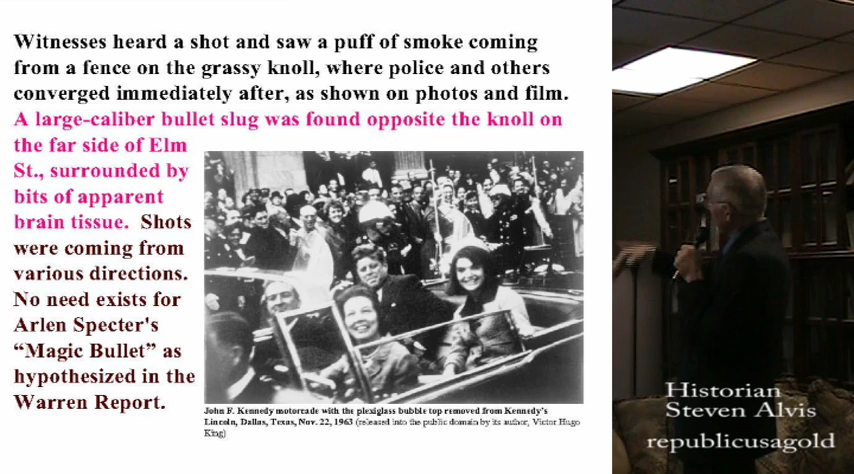 Witnesses heard a shot and saw a puff of smoke coming
from a fence on the grassy knoll, where police and others
converged immediately after, as shown on photos and film.
A large-caliber bullet slug was found opposite the knoll on
the far side of Elm
St., surrounded by
bits of apparent
brain tissue. Shots
were coming from
various directions.
No need exists for
Arlen Specter's
“Magic Bullet” as
hypothesized in the
Warren Report.
John F. Kennedy motorcade with the plexiglass bubble top removed from Kennedy's
Lincoln, Dallas, Texas, Nov. 22, 1963 (released into the public domain by its author, Victor Hugo
King)
Historian
Steven Alvis
republicusagold